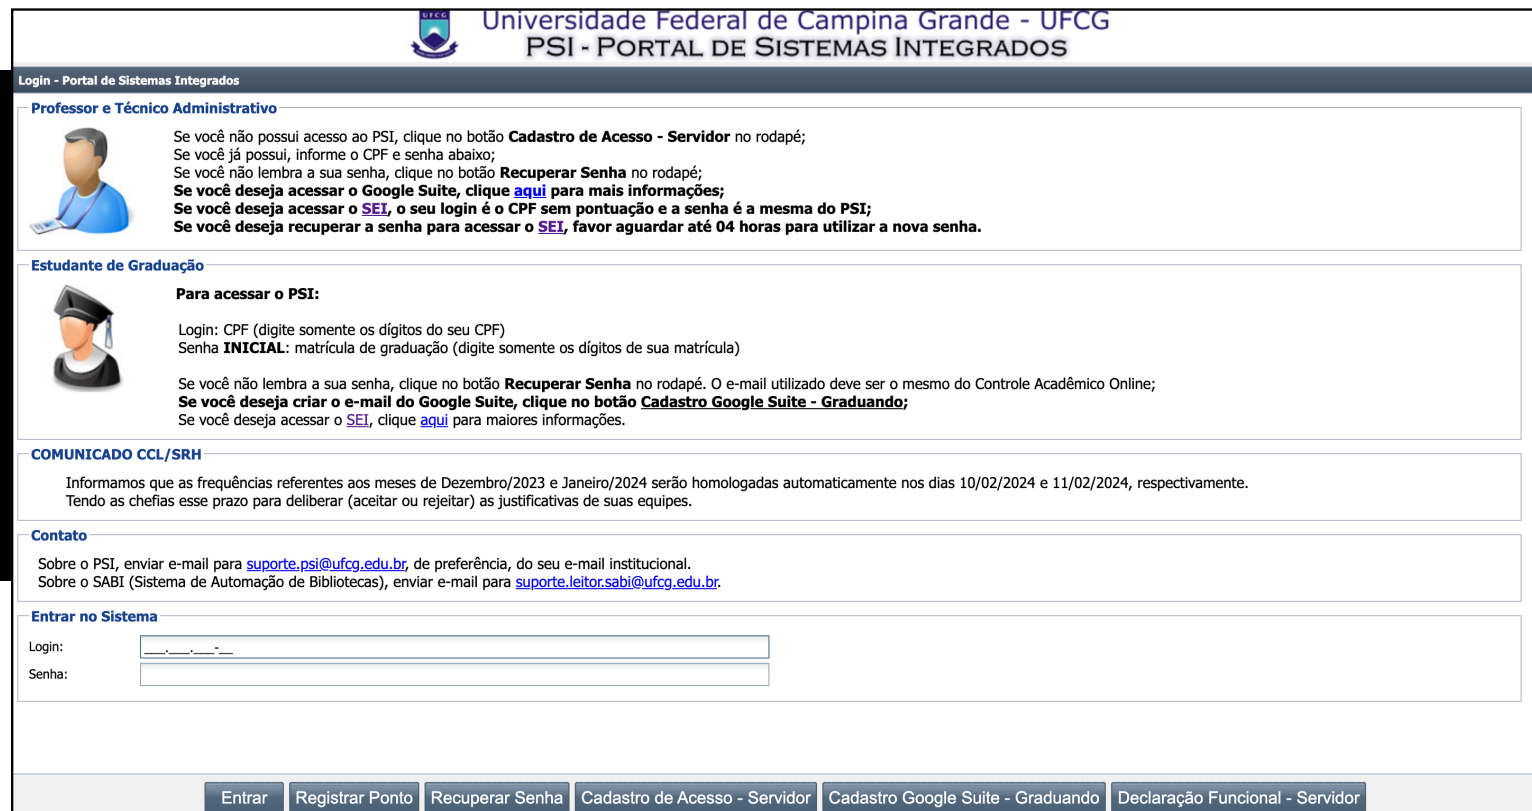 UFCG
Universidade Federal de Campina Grande - UFCG
PSI - PORTAL DE SISTEMAS INTEGRADOS
Login - Portal de Sistemas Integrados
Professor e Técnico Administrativo
Se você não possui acesso ao PSI, clique no botão Cadastro de Acesso - Servidor no rodapé;
Se você já possui, informe o CPF e senha abaixo;
Se você não lembra a sua senha, clique no botão Recuperar Senha no rodapé;
Se você deseja acessar o Google Suite, clique aqui para mais informações;
Se você deseja acessar o SEI, o seu login é o CPF sem pontuação e a senha é a mesma do PSI;
Se você deseja recuperar a senha para acessar o SEI, favor aguardar até 04 horas para utilizar a nova senha.
Estudante de Graduação
Para acessar o PSI:
Login: CPF (digite somente os dígitos do seu CPF)
Senha INICIAL: matrícula de graduação (digite somente os dígitos de sua matrícula)
Se você não lembra a sua senha, clique no botão Recuperar Senha no rodapé. O e-mail utilizado deve ser o mesmo do Controle Acadêmico Online;
Se você deseja criar o e-mail do Google Suite, clique no botão Cadastro Google Suite - Graduando;
Se você deseja acessar o SEI, clique aqui para maiores informações.
COMUNICADO CCL/SRH
Informamos que as frequências referentes aos meses de Dezembro/2023 e Janeiro/2024 serão homologadas automaticamente nos dias 10/02/2024 e 11/02/2024, respectivamente.
Tendo as chefias esse prazo para deliberar (aceitar ou rejeitar) as justificativas de suas equipes.
Contato
Sobre o PSI, enviar e-mail para suporte.psi@ufcg.edu.br, de preferência, do seu e-mail institucional.
Sobre o SABI (Sistema de Automação de Bibliotecas), enviar e-mail para suporte.leitor.sabi@ufcg.edu.br.
Entrar no Sistema
Login: ___.___.___-__
Senha:
Entrar Registrar Ponto Recuperar Senha Cadastro de Acesso - Servidor Cadastro Google Suite - Graduando Declaração Funcional - Servidor